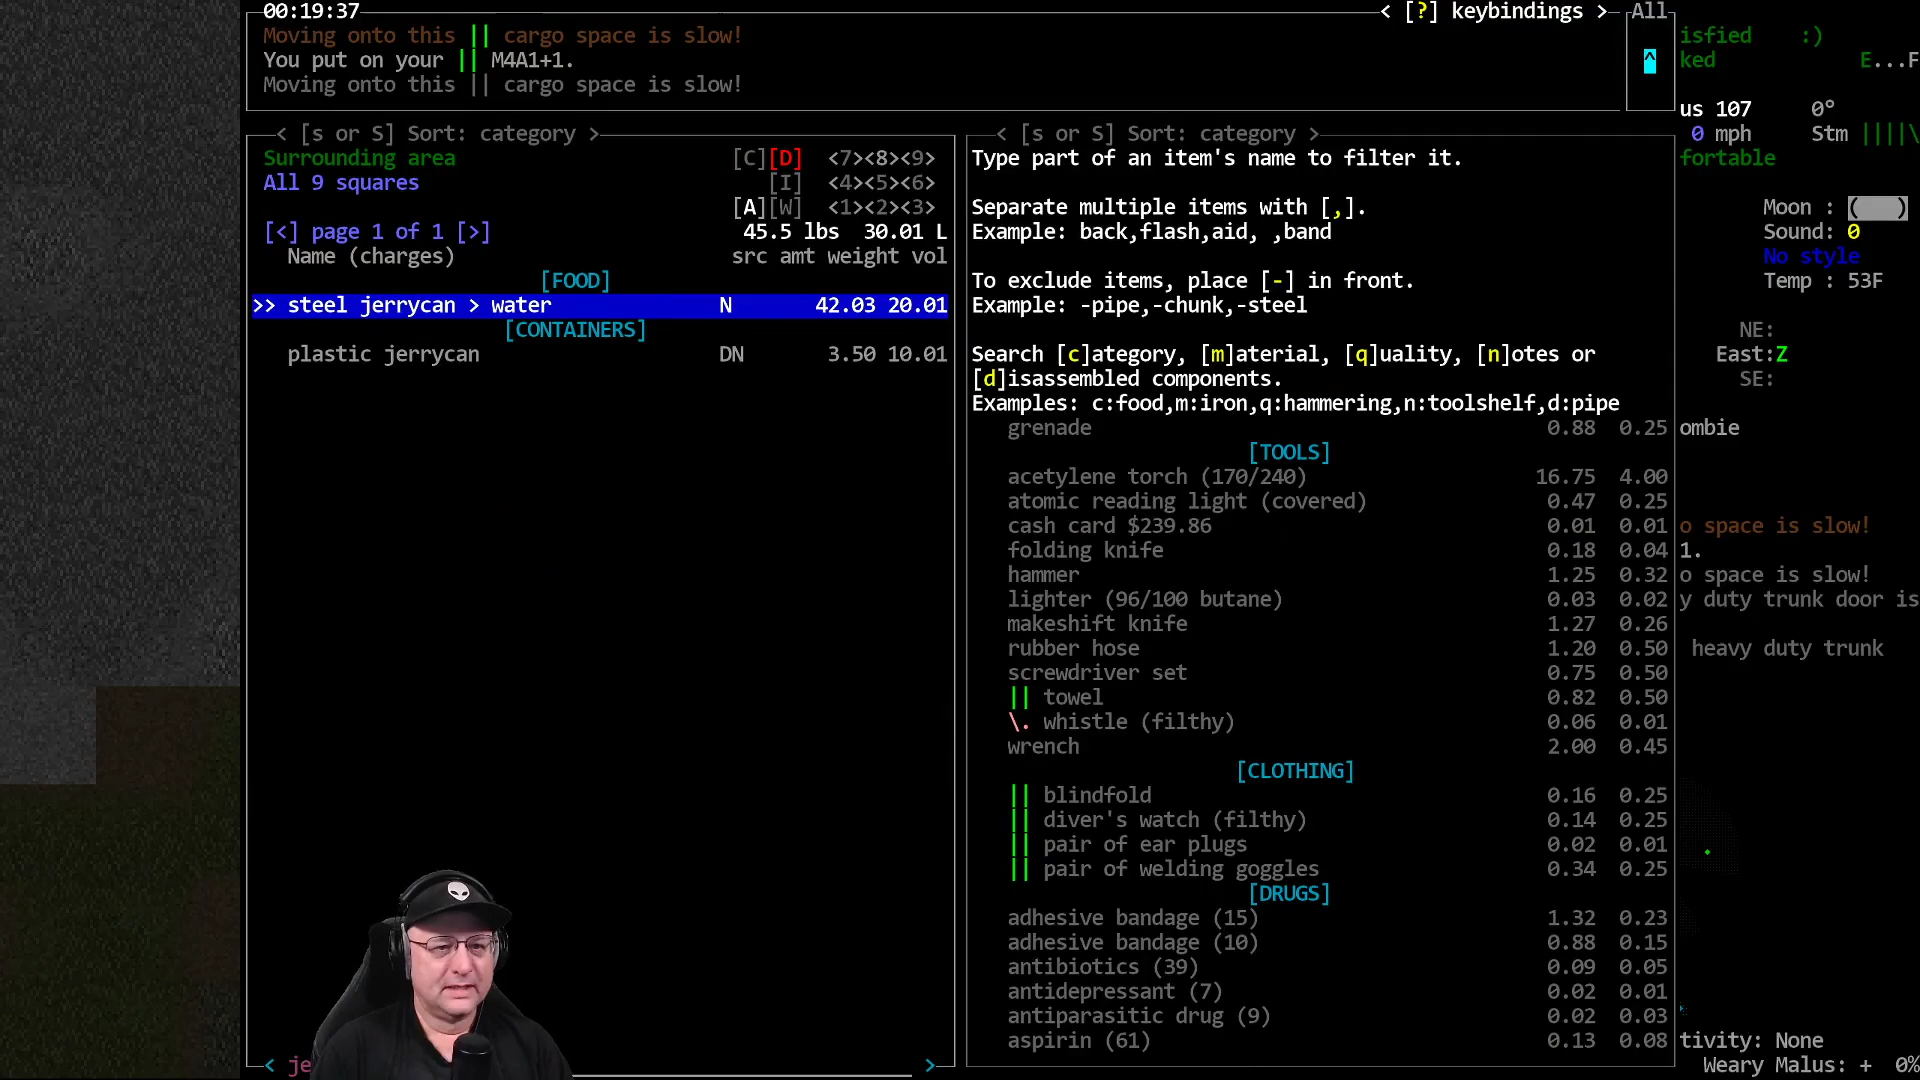 00:19:37
< [?] keybindings >
All
Moving onto this || cargo space is slow!
You put on your || M4A1+1.
Moving onto this || cargo space is slow!
^
isfied :)
ked E...F
us 107 0°
0 mph Stm ||||\
fortable
Moon : ( )
Sound: 0
No style
Temp : 53F
NE:
East:Z
SE:
ombie
o space is slow!
1.
o space is slow!
y duty trunk door is
heavy duty trunk
tivity: None
Weary Malus: + 0%
< [s or S] Sort: category >
Surrounding area [C][D] <7><8><9>
All 9 squares [I] <4><5><6>
[A][W] <1><2><3>
[<] page 1 of 1 [>] 45.5 lbs 30.01 L
Name (charges) src amt weight vol
[FOOD]
>> steel jerrycan > water N 42.03 20.01
[CONTAINERS]
plastic jerrycan DN 3.50 10.01
< je >
< [s or S] Sort: category >
Type part of an item's name to filter it.
Separate multiple items with [,].
Example: back,flash,aid, ,band
To exclude items, place [-] in front.
Example: -pipe,-chunk,-steel
Search [c]ategory, [m]aterial, [q]uality, [n]otes or
[d]isassembled components.
Examples: c:food,m:iron,q:hammering,n:toolshelf,d:pipe
grenade 0.88 0.25
[TOOLS]
acetylene torch (170/240) 16.75 4.00
atomic reading light (covered) 0.47 0.25
cash card $239.86 0.01 0.01
folding knife 0.18 0.04
hammer 1.25 0.32
lighter (96/100 butane) 0.03 0.02
makeshift knife 1.27 0.26
rubber hose 1.20 0.50
screwdriver set 0.75 0.50
|| towel 0.82 0.50
\. whistle (filthy) 0.06 0.01
wrench 2.00 0.45
[CLOTHING]
|| blindfold 0.16 0.25
|| diver's watch (filthy) 0.14 0.25
|| pair of ear plugs 0.02 0.01
|| pair of welding goggles 0.34 0.25
[DRUGS]
adhesive bandage (15) 1.32 0.23
adhesive bandage (10) 0.88 0.15
antibiotics (39) 0.09 0.05
antidepressant (7) 0.02 0.01
antiparasitic drug (9) 0.02 0.03
aspirin (61) 0.13 0.08